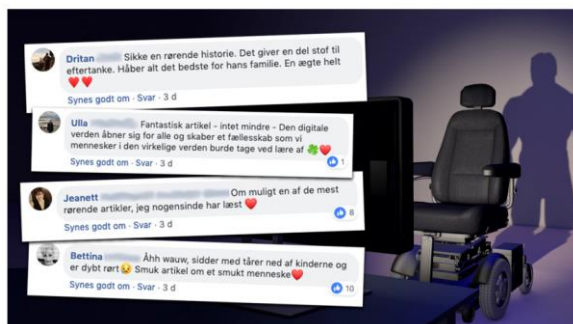 Dritan Sikke en rørende historie. Det giver en del stof til
eftertanke. Håber alt det bedste for hans familie. En ægte helt
Synes godt om · Svar · 3 d
Ulla Fantastisk artikel - intet mindre - Den digitale
verden åbner sig for alle og skaber et fællesskab som vi
mennesker i den virkelige verden burde tage ved lære af 🍀❤️
Synes godt om · Svar · 3 d
1
Jeanett Om muligt en af de mest
rørende artikler, jeg nogensinde har læst ❤️
8
Synes godt om · Svar · 3 d
Bettina Åhh wauw, sidder med tårer ned af kinderne og
er dybt rørt😢 Smuk artikel om et smukt menneske❤️
Synes godt om · Svar · 3 d
10